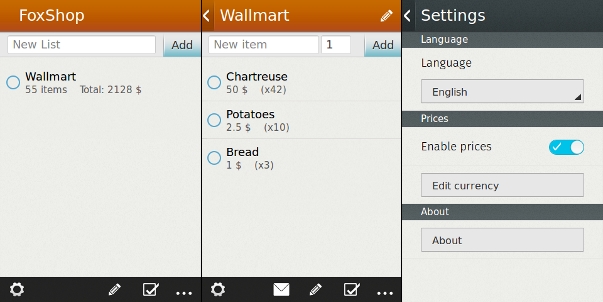 FoxShop
New List
Add
Wallmart
55 items Total: 2128 $
Wallmart
New item
1
Add
Chartreuse
50 $ (x42)
Potatoes
2.5 $ (x10)
Bread
1 $ (x3)
Settings
Language
Language
English
Prices
Enable prices
Edit currency
About
About